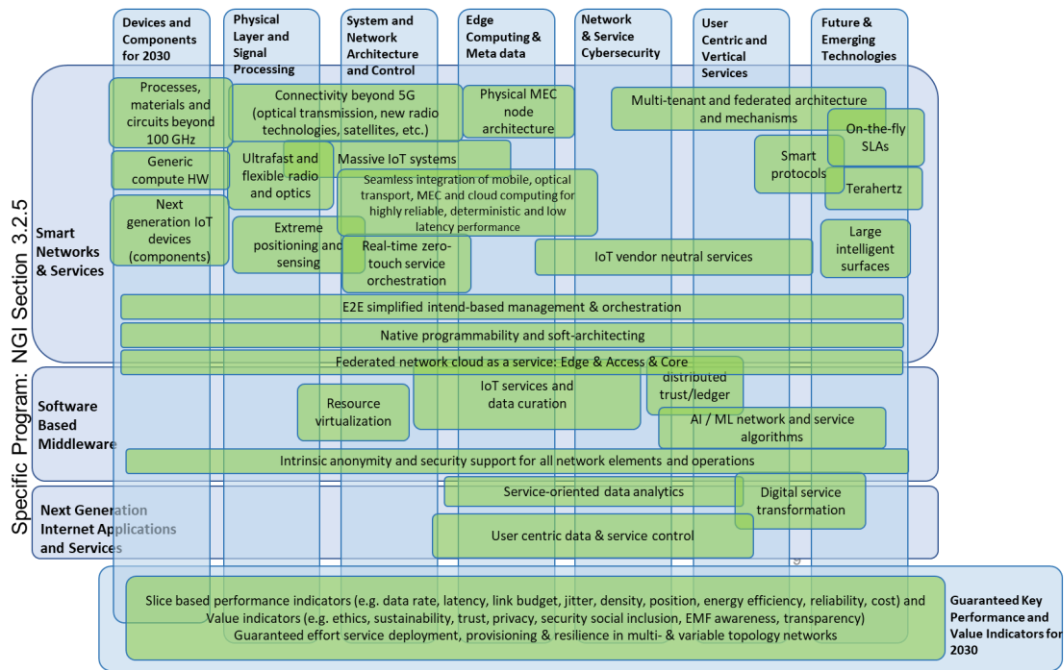 Devices and
Components
for 2030
Physical
Layer and
Signal
Processing
System and
Network
Architecture
and Control
Edge
Computing &
Meta data
Network
& Service
Cybersecurity
User
Centric and
Vertical
Services
Future &
Emerging
Technologies
Specific Program: NGI Section 3.2.5
Smart
Networks
& Services
Processes,
materials and
circuits beyond
100 GHz
Connectivity beyond 5G
(optical transmission, new radio
technologies, satellites, etc.)
Physical MEC
node
architecture
Multi-tenant and federated architecture
and mechanisms
On-the-fly
SLAs
Generic
compute HW
Ultrafast and
flexible radio
and optics
Massive IoT systems
Smart
protocols
Terahertz
Seamless integration of mobile, optical
transport, MEC and cloud computing for
highly reliable, deterministic and low
latency performance
Next
generation IoT
devices
(components)
Extreme
positioning and
sensing
Real-time zero-
touch service
orchestration
IoT vendor neutral services
Large
intelligent
surfaces
E2E simplified intend-based management & orchestration
Native programmability and soft-architecting
Federated network cloud as a service: Edge & Access & Core
Software
Based
Middleware
Resource
virtualization
IoT services and
data curation
distributed
trust/ledger
AI / ML network and service
algorithms
Intrinsic anonymity and security support for all network elements and operations
Next Generation
Internet Applications
and Services
Service-oriented data analytics
Digital service
transformation
User centric data & service control
Slice based performance indicators (e.g. data rate, latency, link budget, jitter, density, position, energy efficiency, reliability, cost) and
Value indicators (e.g. ethics, sustainability, trust, privacy, security social inclusion, EMF awareness, transparency)
Guaranteed effort service deployment, provisioning & resilience in multi- & variable topology networks
Guaranteed Key
Performance and
Value Indicators for
2030